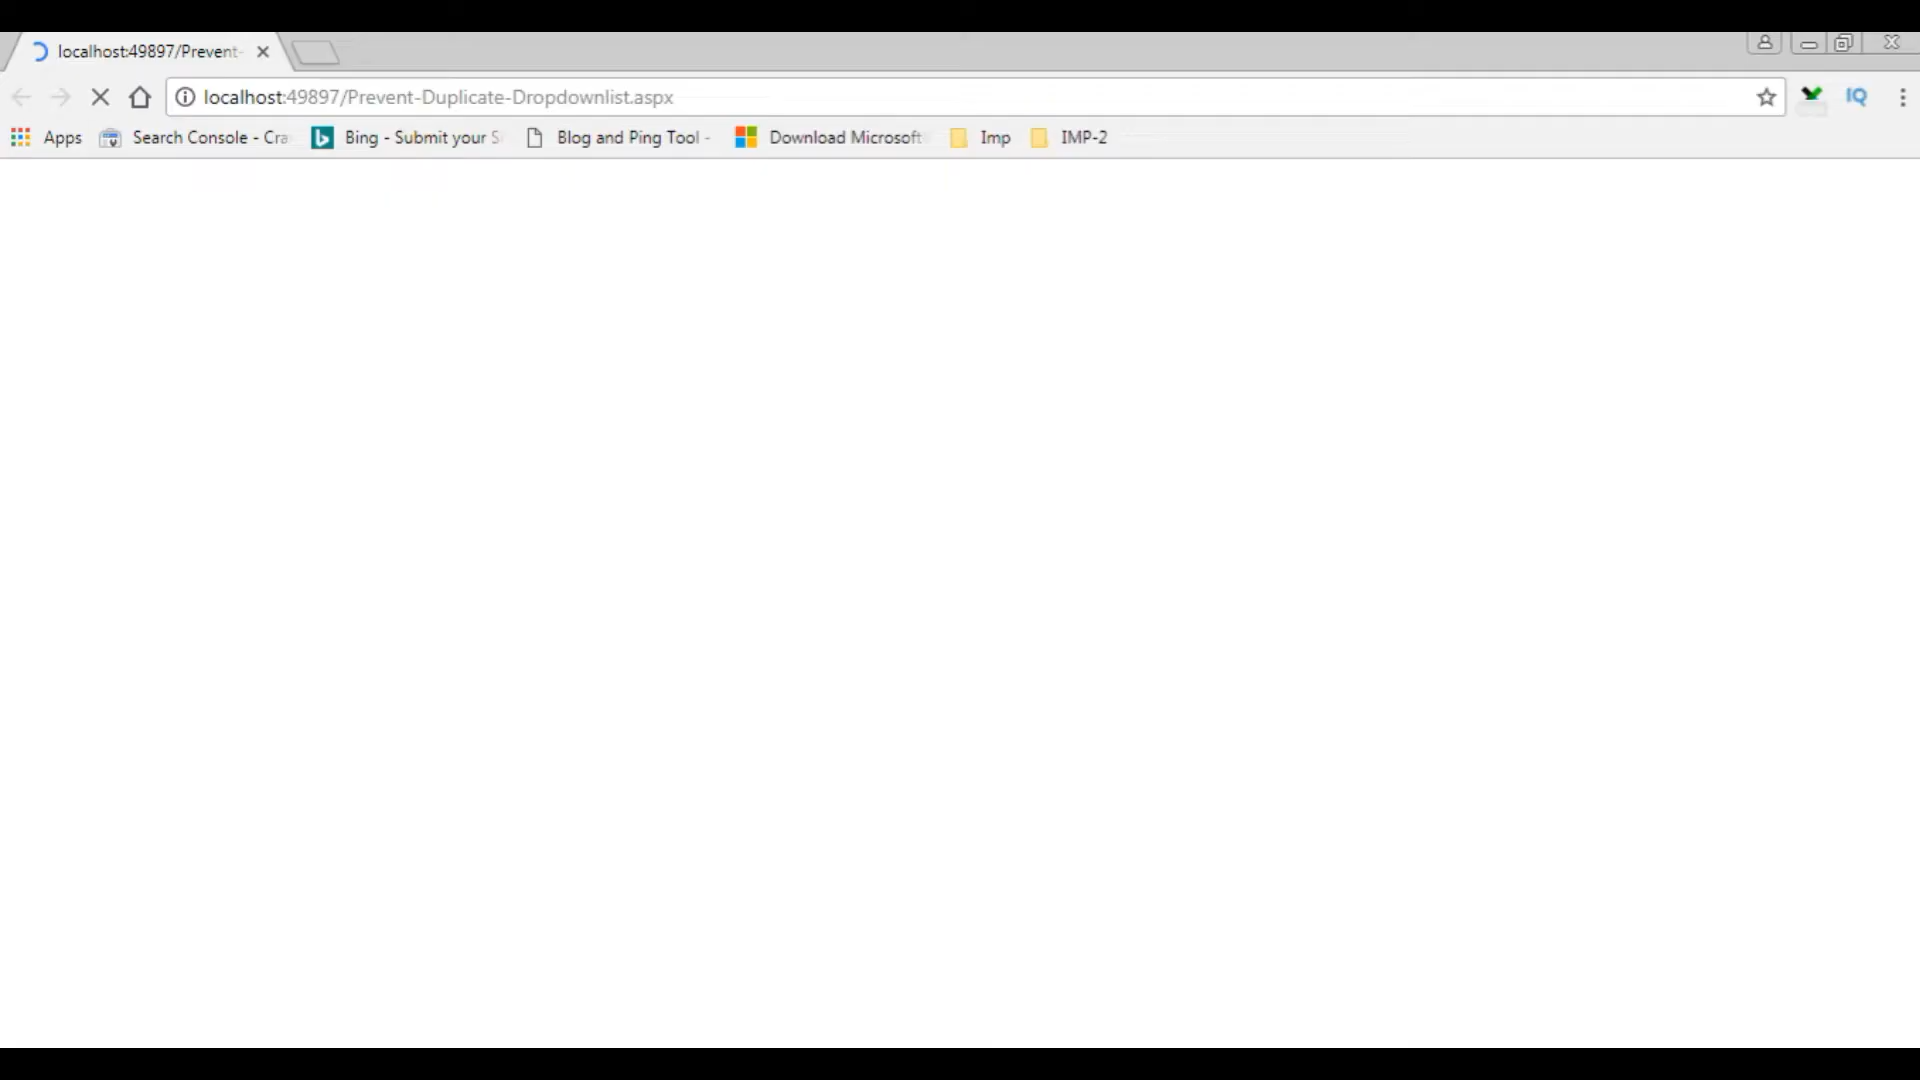 localhost:49897/Prevent-
localhost:49897/Prevent-Duplicate-Dropdownlist.aspx
IQ
Apps Search Console - Cra Bing - Submit your S Blog and Ping Tool - Download Microsoft Imp IMP-2